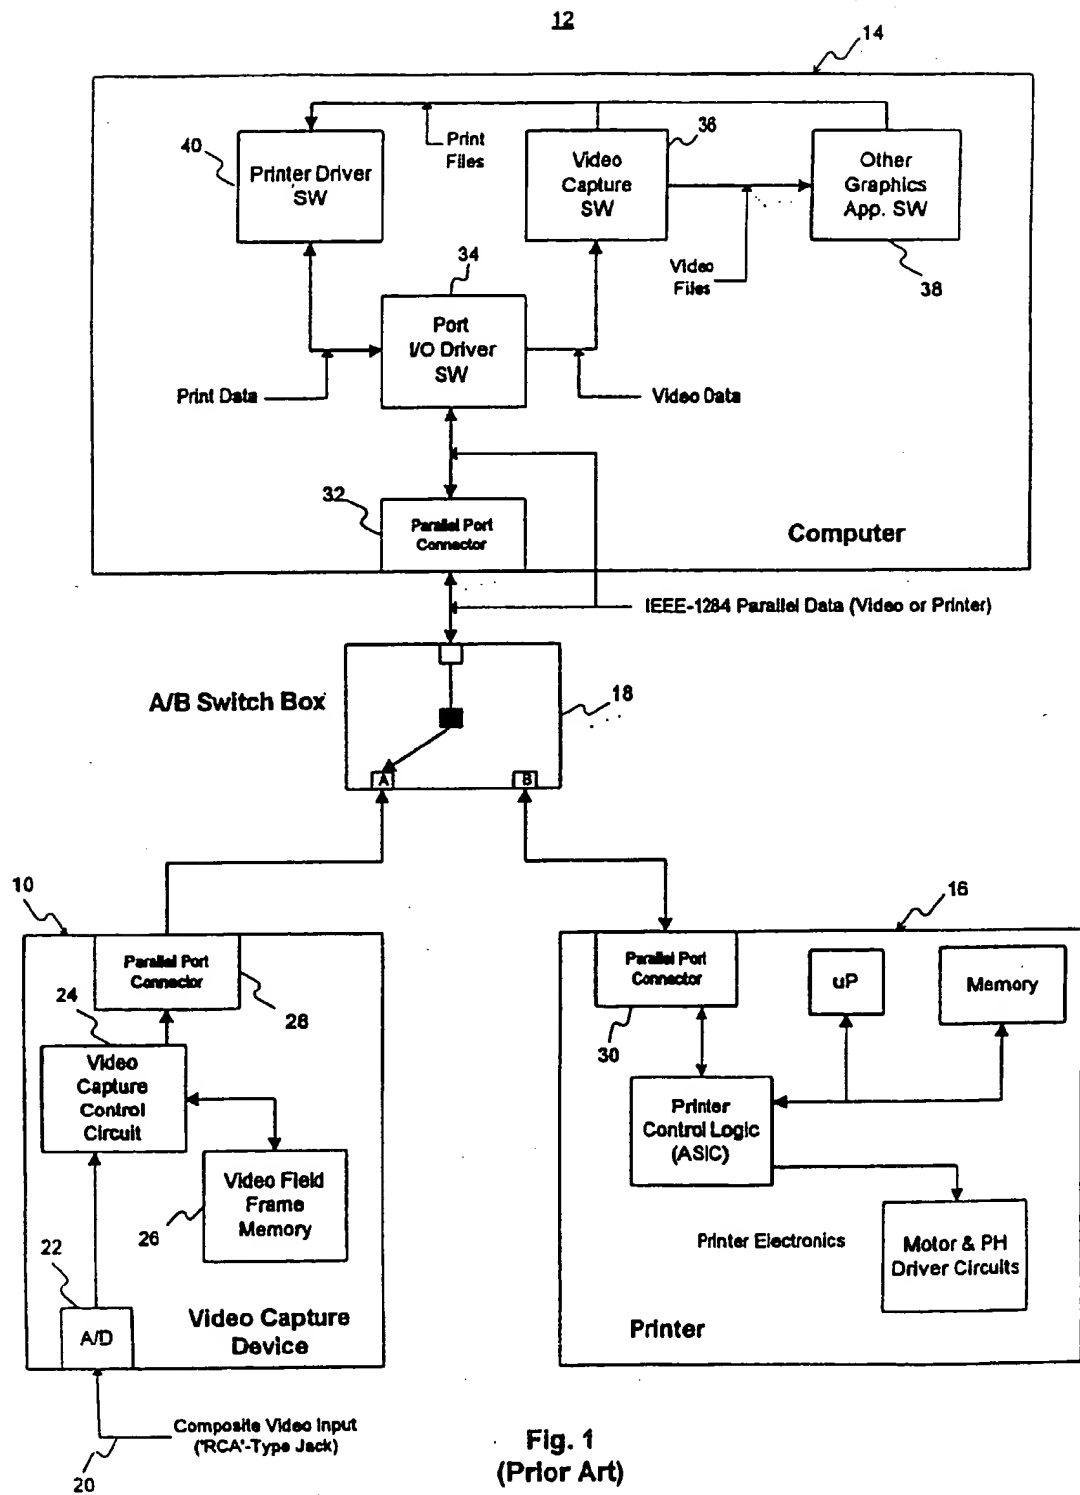 12
14
40
Printer Driver
SW
Print
Files
36
Video
Capture
SW
Other
Graphics
App. SW
38
Video
Files
34
Port
I/O Driver
SW
Print Data
Video Data
32
Parallel Port
Connector
Computer
IEEE-1284 Parallel Data (Video or Printer)
A/B Switch Box
18
A
B
10
Parallel Port
Connector
28
24
Video
Capture
Control
Circuit
Video Field
Frame
Memory
26
22
A/D
Video Capture
Device
Composite Video Input
("RCA"-Type Jack)
20
16
Parallel Port
Connector
30
uP
Memory
Printer
Control Logic
(ASIC)
Printer Electronics
Motor & PH
Driver Circuits
Printer
Fig. 1
(Prior Art)